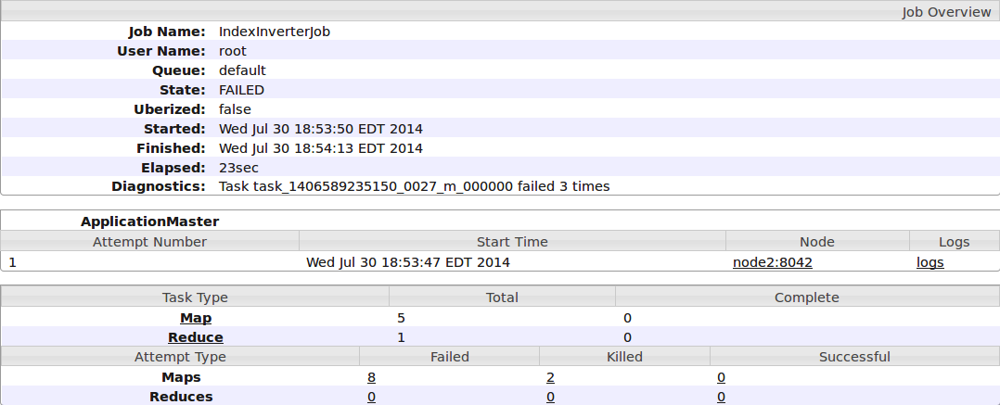 Job Overview
Job Name: IndexInverterJob
User Name: root
Queue: default
State: FAILED
Uberized: false
Started: Wed Jul 30 18:53:50 EDT 2014
Finished: Wed Jul 30 18:54:13 EDT 2014
Elapsed: 23sec
Diagnostics: Task task_1406589235150_0027_m_000000 failed 3 times
ApplicationMaster
Attempt Number Start Time Node Logs
1 Wed Jul 30 18:53:47 EDT 2014 node2:8042 logs
Task Type Total Complete
Map 5 0
Reduce 1 0
Attempt Type Failed Killed Successful
Maps 8 2 0
Reduces 0 0 0